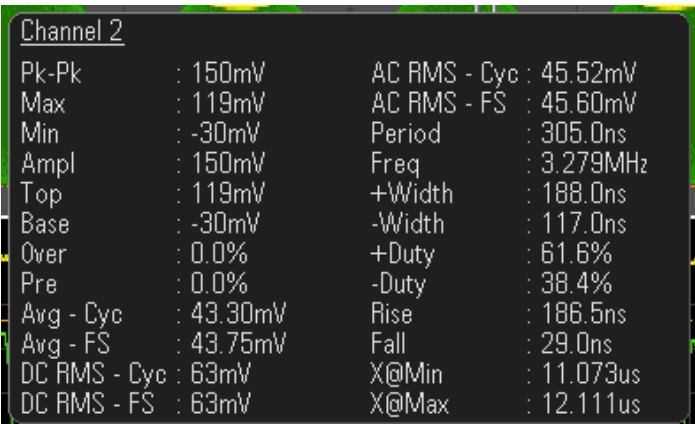 Channel 2
Pk-Pk : 150mV AC RMS - Cyc : 45.52mV
Max : 119mV AC RMS - FS : 45.60mV
Min : -30mV Period : 305.0ns
Ampl : 150mV Freq : 3.279MHz
Top : 119mV +Width : 188.0ns
Base : -30mV -Width : 117.0ns
Over : 0.0% +Duty : 61.6%
Pre : 0.0% -Duty : 38.4%
Avg - Cyc : 43.30mV Rise : 186.5ns
Avg - FS : 43.75mV Fall : 29.0ns
DC RMS - Cyc : 63mV X@Min : 11.073us
DC RMS - FS : 63mV X@Max : 12.111us